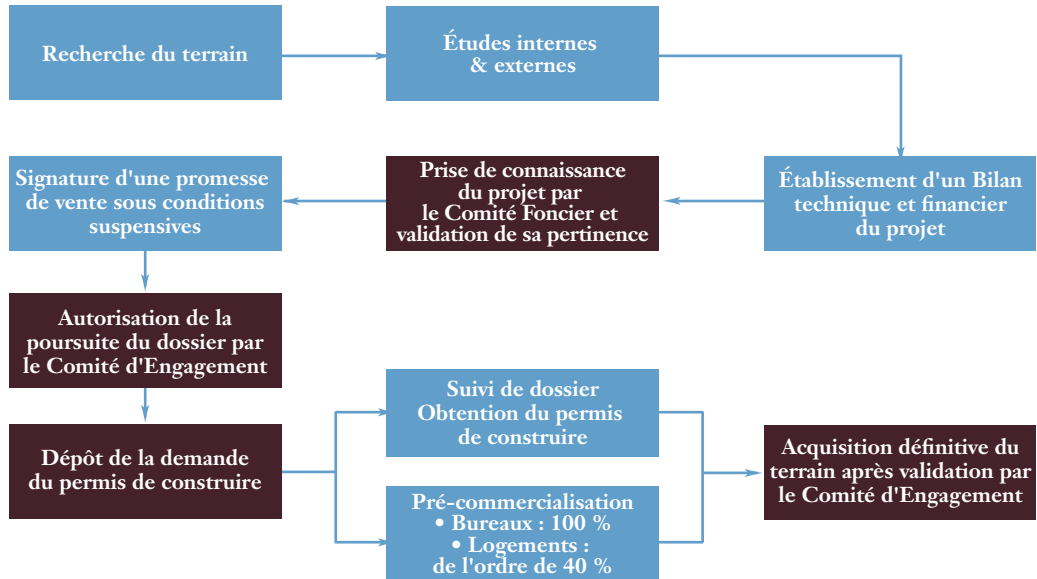 Recherche du terrain
Études internes
& externes
Établissement d'un Bilan
technique et financier
du projet
Prise de connaissance
du projet par
le Comité Foncier et
validation de sa pertinence
Signature d'une promesse
de vente sous conditions
suspensives
Autorisation de la
poursuite du dossier par
le Comité d'Engagement
Dépôt de la demande
du permis de construire
Suivi de dossier
Obtention du permis
de construire
Pré-commercialisation
• Bureaux : 100 %
• Logements :
de l'ordre de 40 %
Acquisition définitive du
terrain après validation par
le Comité d'Engagement